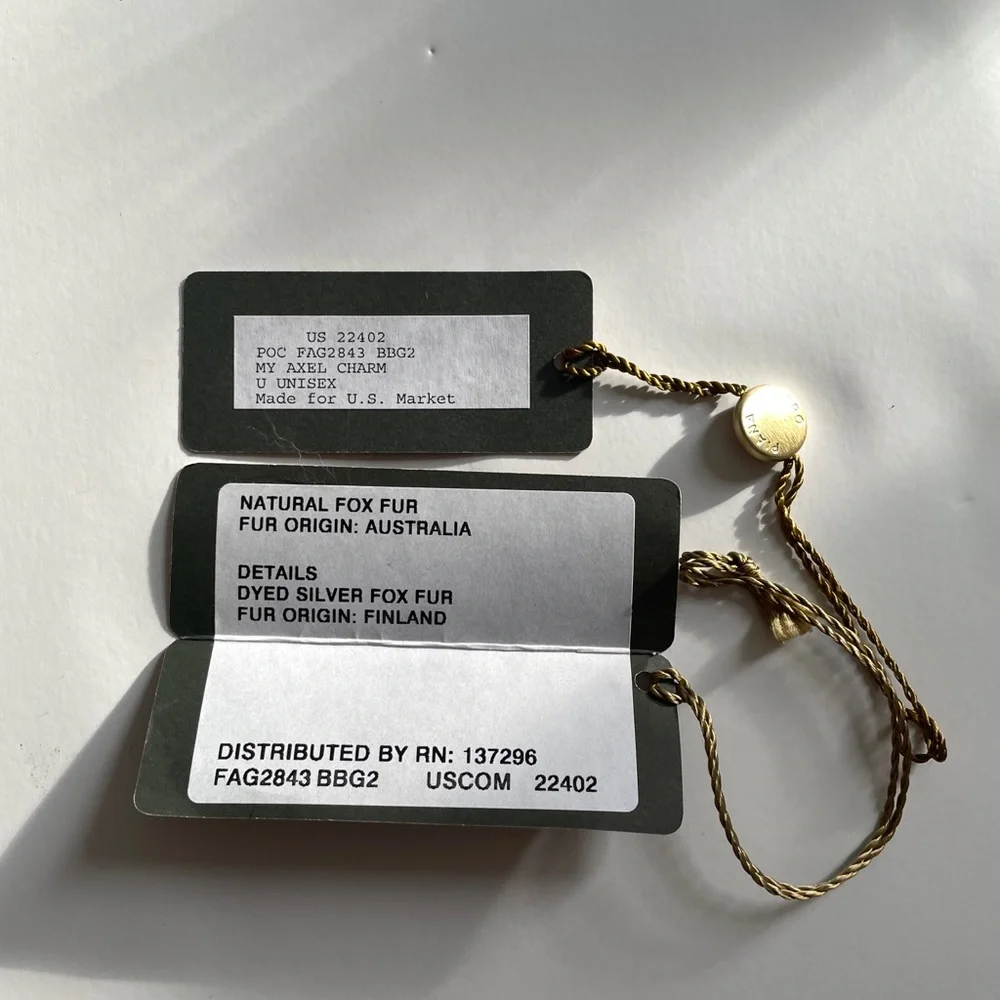 US 22402
POC FAG2843 BBG2
MY AXEL CHARM
U UNISEX
Made for U.S. Market
NATURAL FOX FUR
FUR ORIGIN: AUSTRALIA
DETAILS
DYED SILVER FOX FUR
FUR ORIGIN: FINLAND
DISTRIBUTED BY RN: 137296
FAG2843 BBG2 USCOM 22402